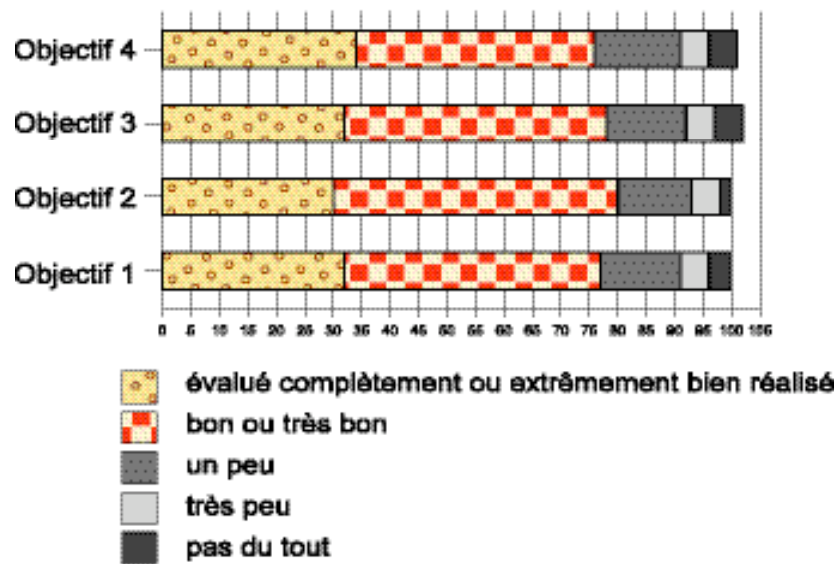 Objectif 4
Objectif 3
Objectif 2
Objectif 1
0 5 10 15 20 25 30 35 40 45 50 55 60 65 70 75 80 85 90 95 100 105
évalué complètement ou extrêmement bien réalisé
bon ou très bon
un peu
très peu
pas du tout